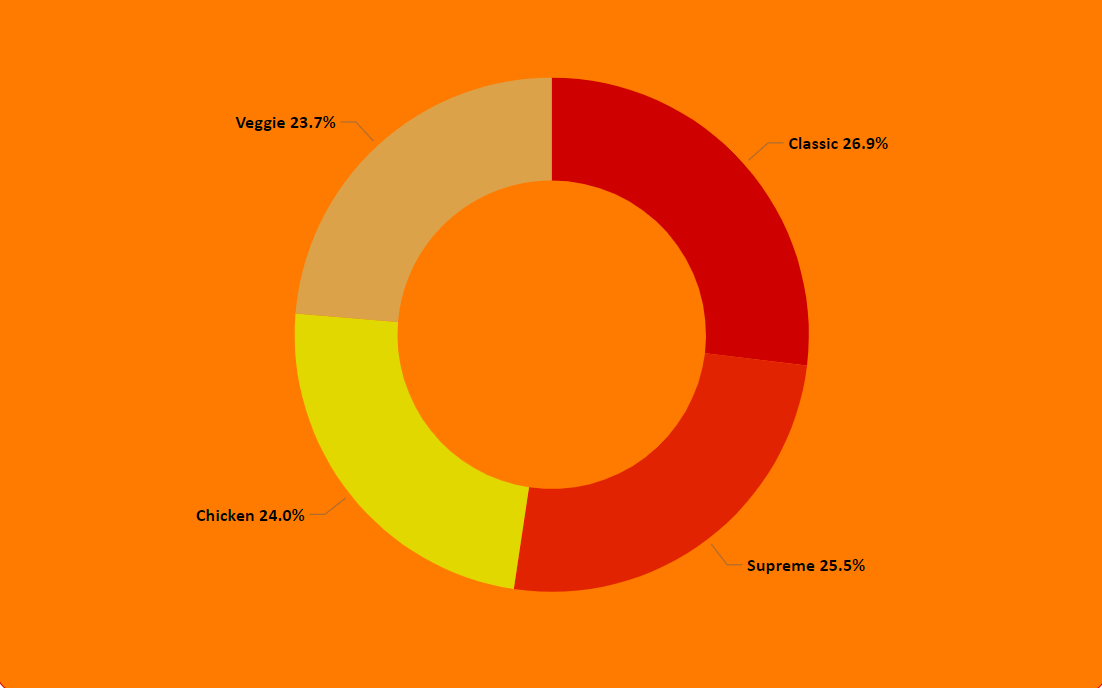 Veggie 23.7%
Classic 26.9%
Chicken 24.0%
Supreme 25.5%